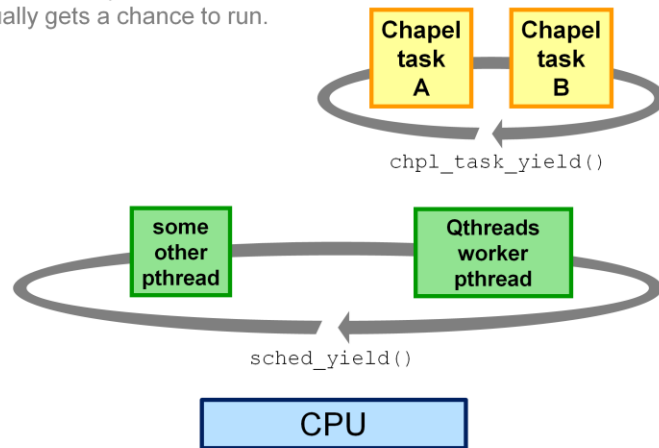 ually gets a chance to run.
Chapel
task
A
Chapel
task
B
chpl_task_yield()
some
other
pthread
Qthreads
worker
pthread
sched_yield()
CPU